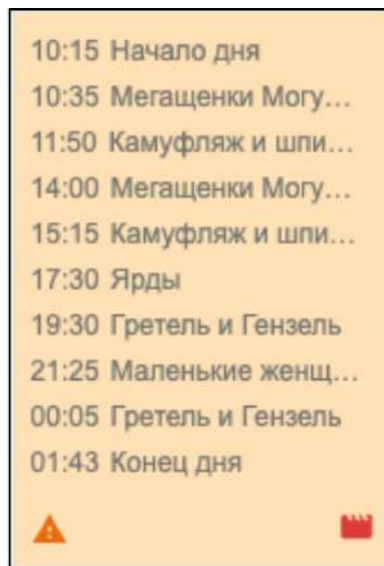 10:15 Начало дня
10:35 Мегащенки Могу…
11:50 Камуфляж и шпи…
14:00 Мегащенки Могу…
15:15 Камуфляж и шпи…
17:30 Ярды
19:30 Гретель и Гензель
21:25 Маленькие женщ…
00:05 Гретель и Гензель
01:43 Конец дня